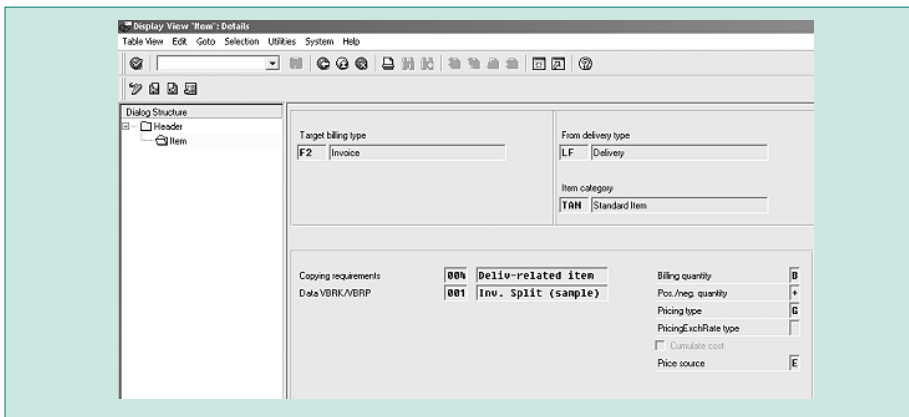 Display View "Item": Details
Table View Edit Goto Selection Utilities System Help
Dialog Structure
Header
Item
Target billing type
F2 Invoice
From delivery type
LF Delivery
Item category
TAN Standard Item
Copying requirements 004 Deliv-related item
Data VBRK/VBRP 001 Inv. Split (sample)
Billing quantity B
Pos./neg. quantity +
Pricing type G
PricingExchRate type
Cumulate cost
Price source E